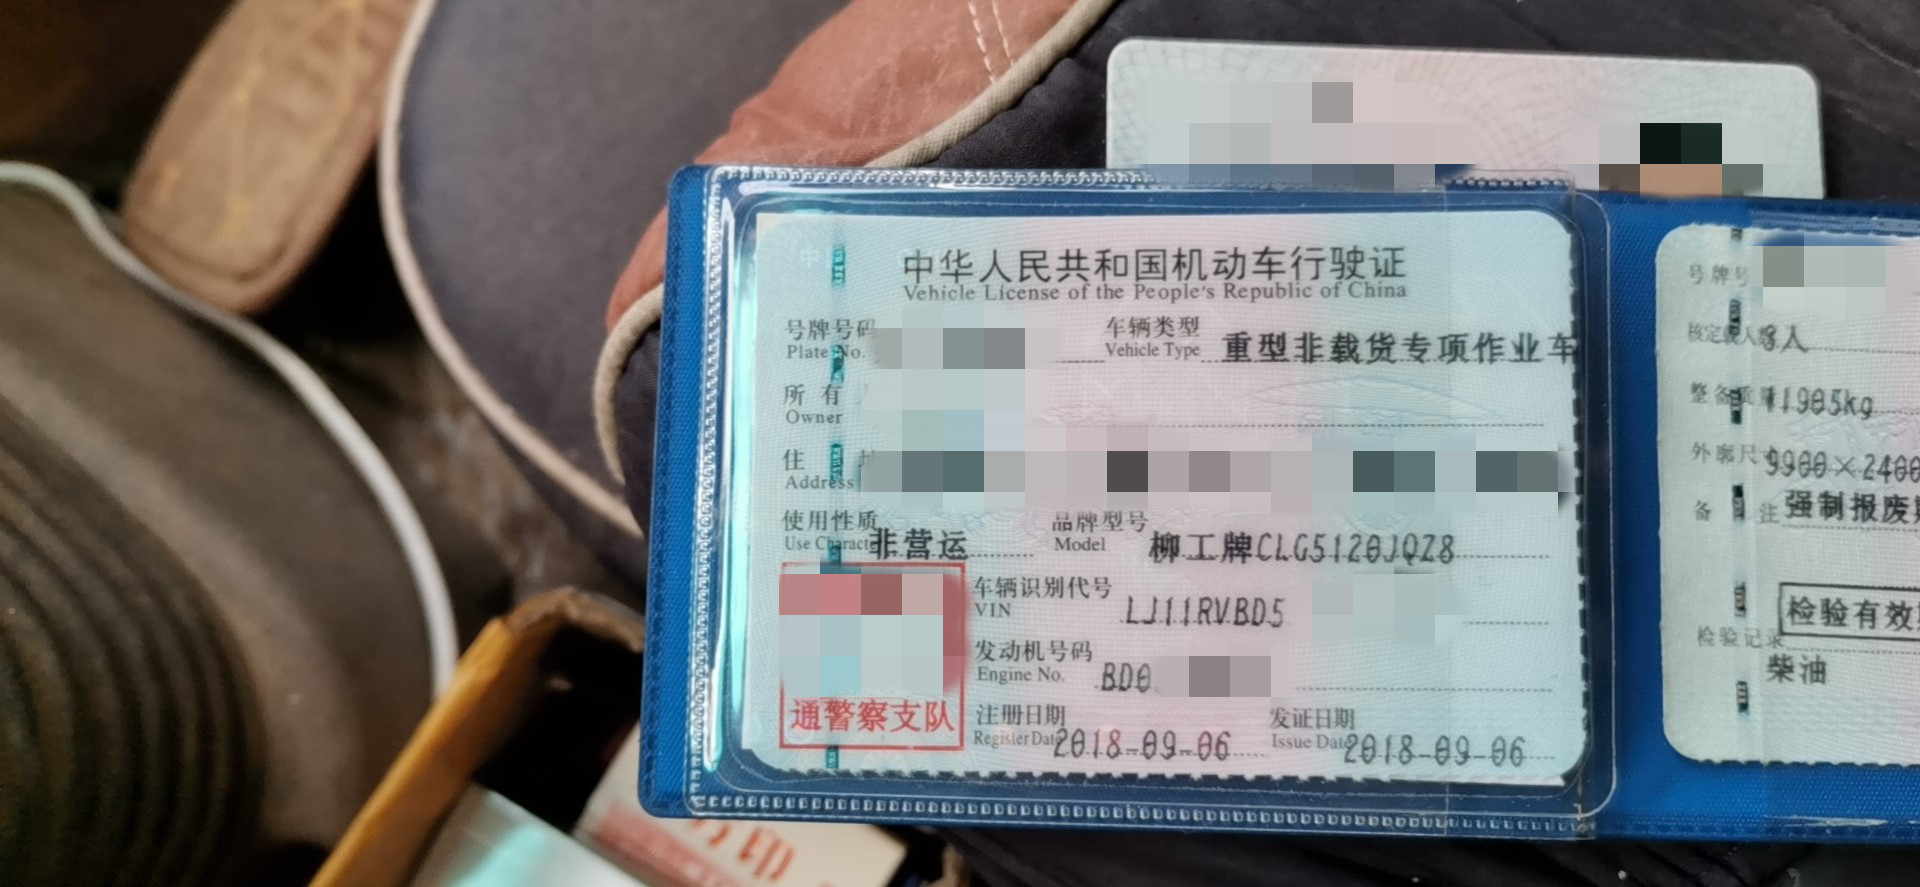 中华人民共和国机动车行驶证
Vehicle License of the People's Republic of China
号牌号码
Plate No.
车辆类型
Vehicle Type
重型非载货专项作业车
所有
Owner
住
Address
使用性质
Use Charact
非营运
品牌型号
Model
柳工牌CLG5120JQZ8
车辆识别代号
VIN
LJ11RVBD5
发动机号码
Engine No.
BD0
通警察支队
注册日期
Register Date
2018-09-06
发证日期
Issue Date
2018-09-06
号牌号
核定载人
3人
整备质量
11905kg
外廓尺
9900×2400
备注
强制报废
检验有效
检验记录
柴油